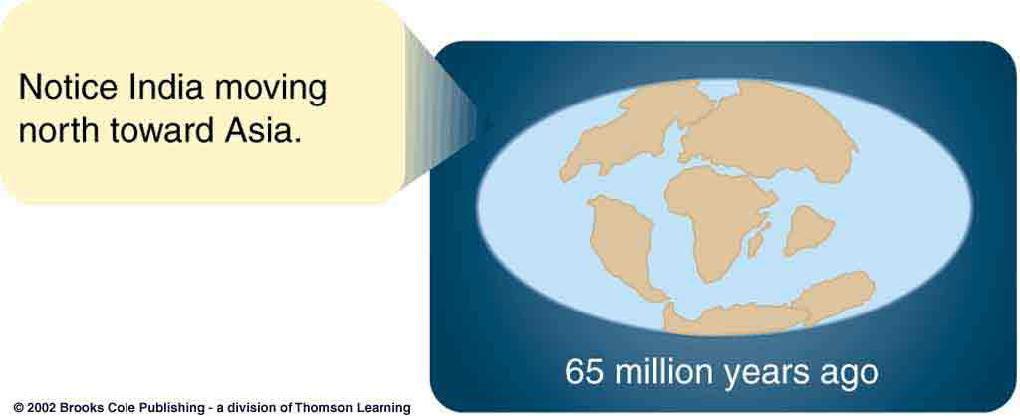 Notice India moving
north toward Asia.
65 million years ago
© 2002 Brooks Cole Publishing - a division of Thomson Learning